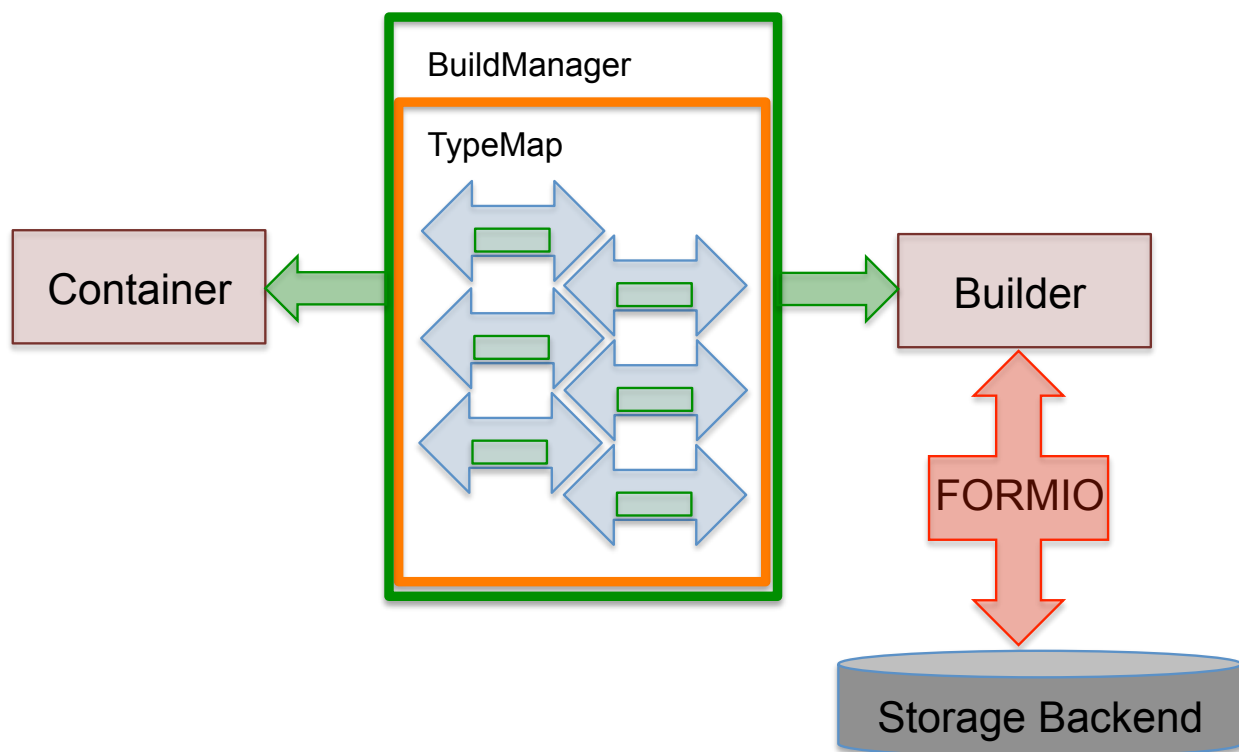 BuildManager
TypeMap
Container
Builder
FORMIO
Storage Backend